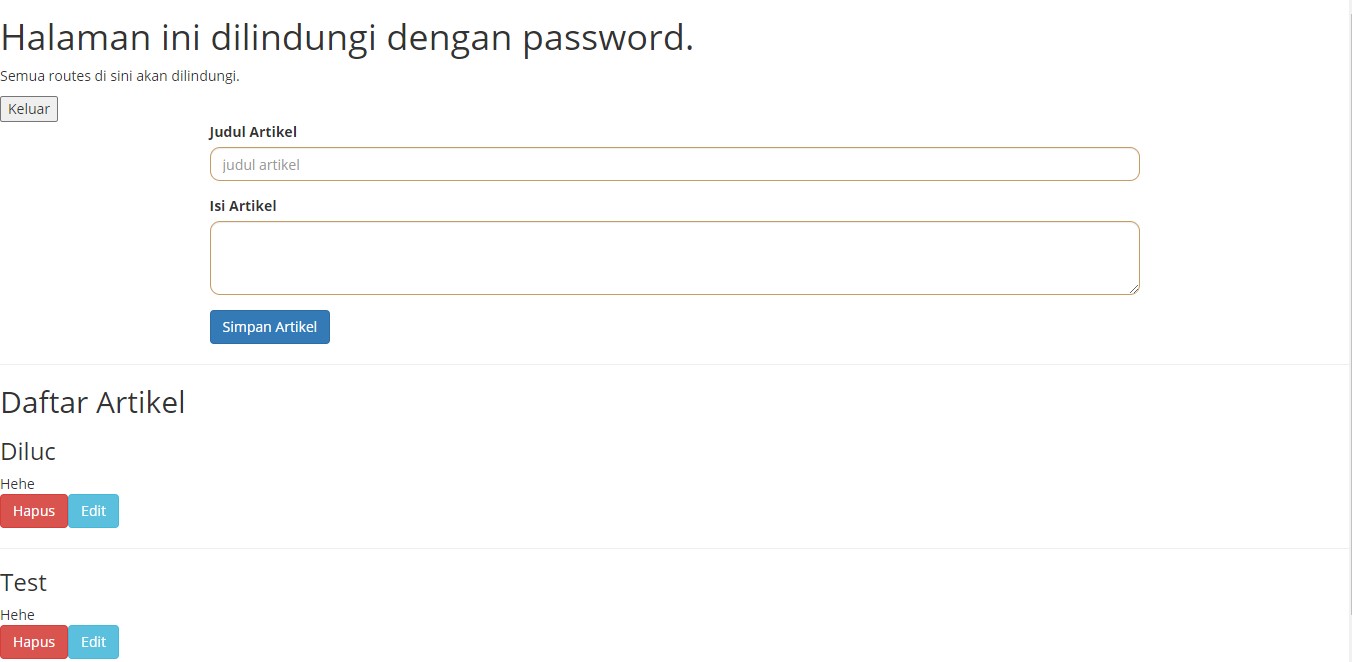 Halaman ini dilindungi dengan password.
Semua routes di sini akan dilindungi.
Keluar
Judul Artikel
judul artikel
Isi Artikel
Simpan Artikel
Daftar Artikel
Diluc
Hehe
Hapus Edit
Test
Hehe
Hapus Edit